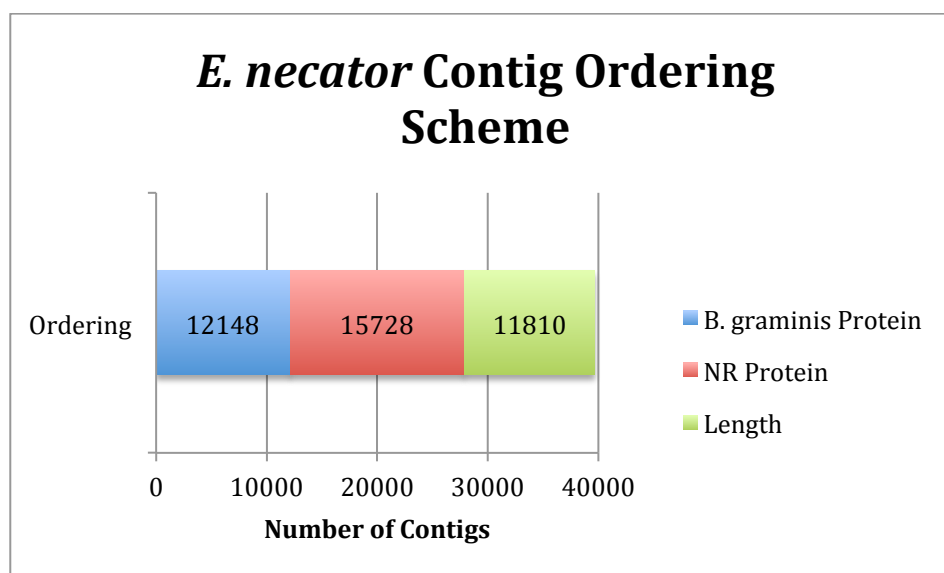 E. necator Contig Ordering
Scheme
Ordering
12148
15728
11810
B. graminis Protein
NR Protein
Length
0 10000 20000 30000 40000
Number of Contigs